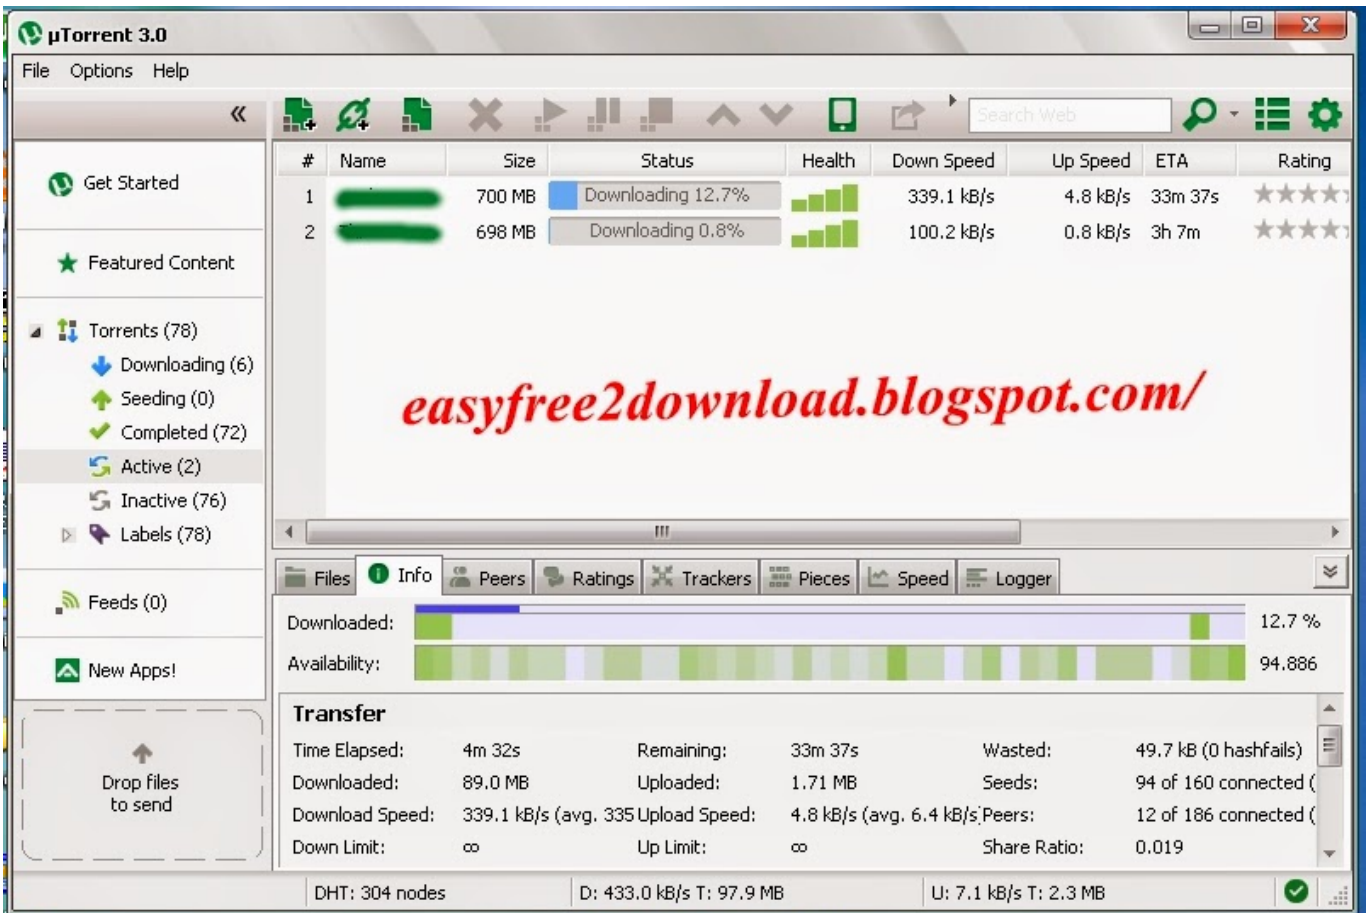 µTorrent 3.0
File Options Help
«
Search Web
Get Started
Featured Content
Torrents (78)
Downloading (6)
Seeding (0)
Completed (72)
Active (2)
Inactive (76)
Labels (78)
Feeds (0)
New Apps!
Drop files
to send
# Name Size Status Health Down Speed Up Speed ETA Rating
1 700 MB Downloading 12.7% 339.1 kB/s 4.8 kB/s 33m 37s
2 698 MB Downloading 0.8% 100.2 kB/s 0.8 kB/s 3h 7m
easyfree2download.blogspot.com/
Files Info Peers Ratings Trackers Pieces Speed Logger
Downloaded: 12.7 %
Availability: 94.886
Transfer
Time Elapsed: 4m 32s Remaining: 33m 37s Wasted: 49.7 kB (0 hashfails)
Downloaded: 89.0 MB Uploaded: 1.71 MB Seeds: 94 of 160 connected (
Download Speed: 339.1 kB/s (avg. 335 Upload Speed: 4.8 kB/s (avg. 6.4 kB/s Peers: 12 of 186 connected (
Down Limit: ∞ Up Limit: ∞ Share Ratio: 0.019
DHT: 304 nodes D: 433.0 kB/s T: 97.9 MB U: 7.1 kB/s T: 2.3 MB